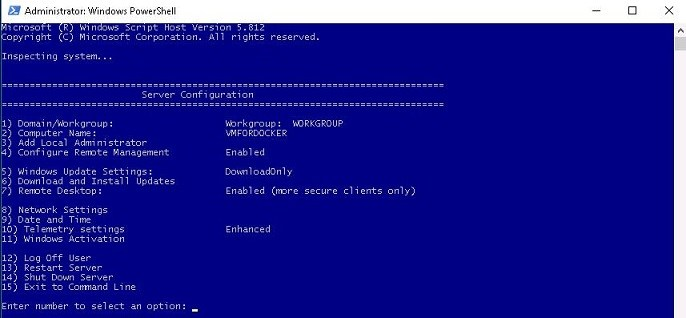 Administrator: Windows PowerShell
Microsoft (R) Windows Script Host Version 5.812
Copyright (C) Microsoft Corporation. All rights reserved.
Inspecting system...
===============================================================================
Server Configuration
===============================================================================
1) Domain/Workgroup: Workgroup: WORKGROUP
2) Computer Name: VMFORDOCKER
3) Add Local Administrator
4) Configure Remote Management Enabled
5) Windows Update Settings: DownloadOnly
6) Download and Install Updates
7) Remote Desktop: Enabled (more secure clients only)
8) Network Settings
9) Date and Time
10) Telemetry settings Enhanced
11) Windows Activation
12) Log Off User
13) Restart Server
14) Shut Down Server
15) Exit to Command Line
Enter number to select an option: _